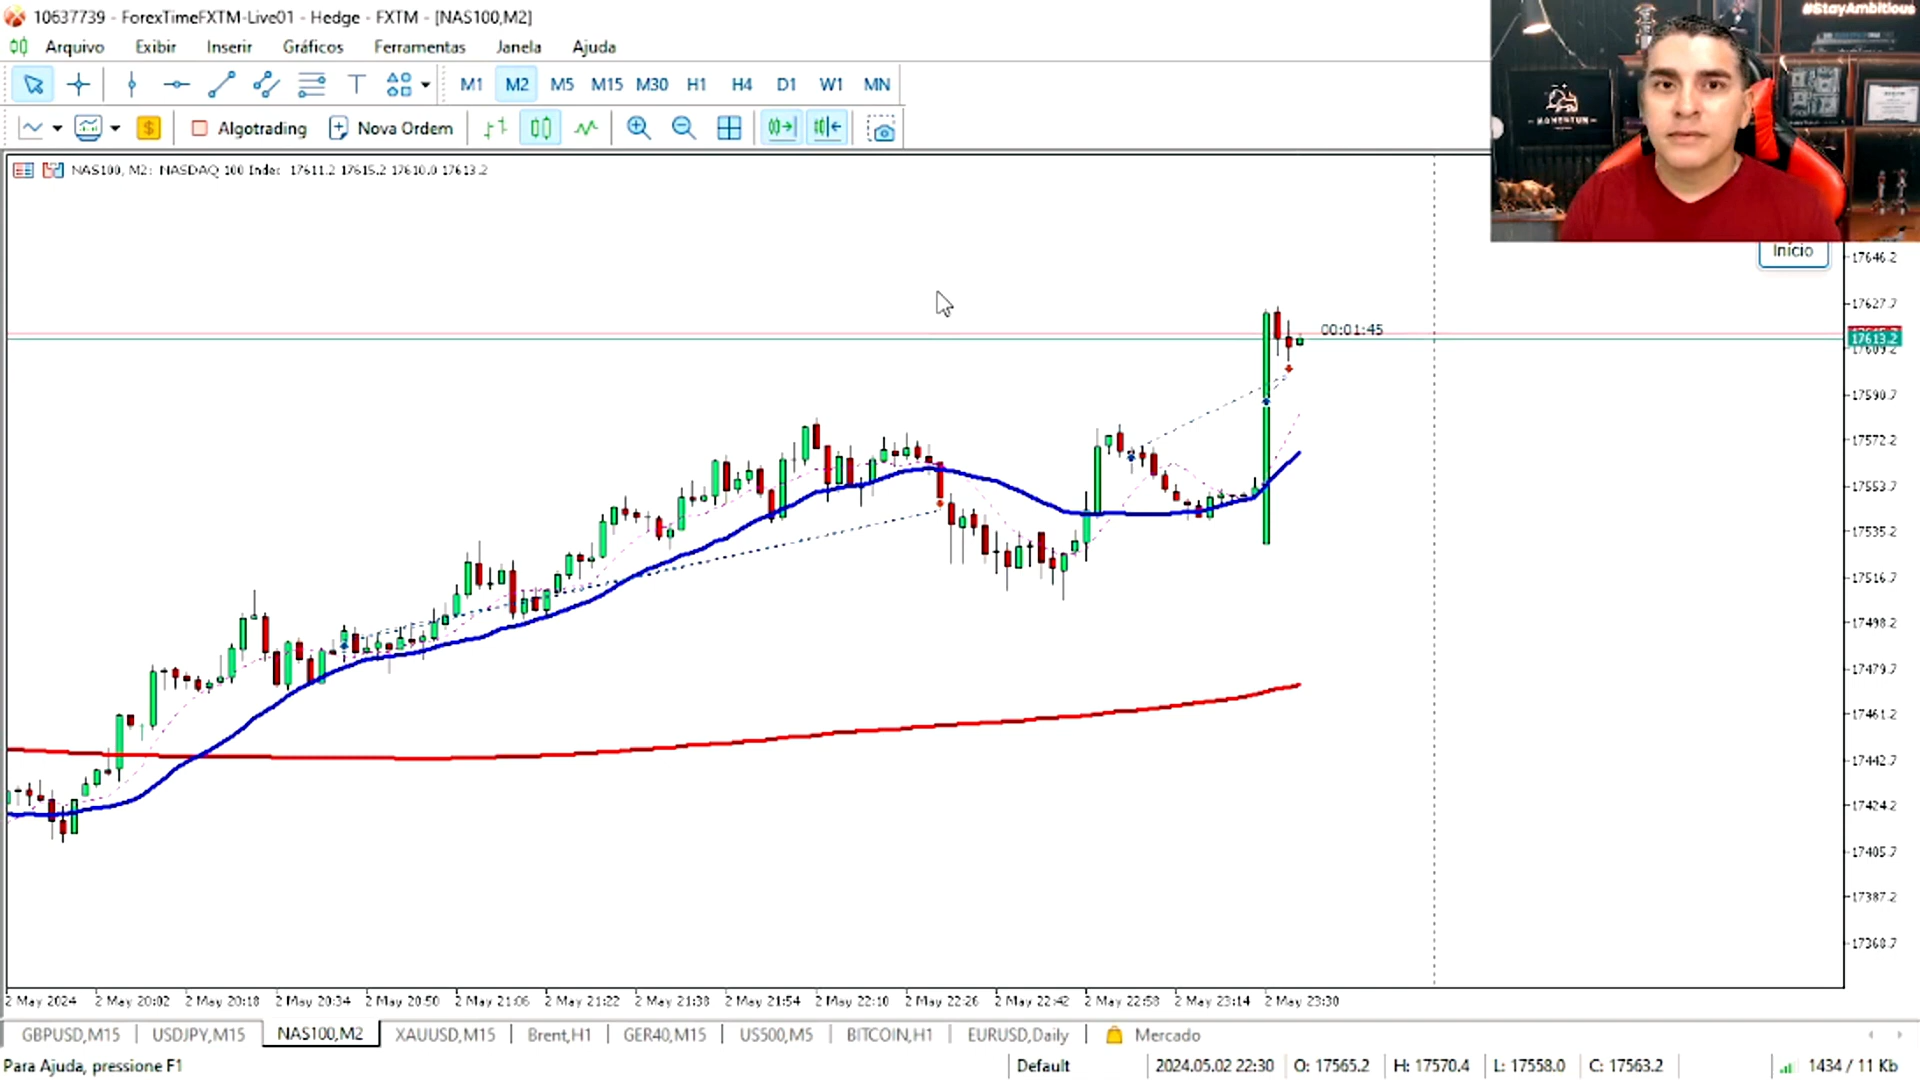 10637739 - ForexTimeFXTM-Live01 - Hedge - FXTM - [NAS100,M2]
#StayAmbitious
Arquivo Exibir Inserir Gráficos Ferramentas Janela Ajuda
M1 M2 M5 M15 M30 H1 H4 D1 W1 MN
MOMENTUM
Algotrading Nova Ordem
NAS100, M2: NASDAQ 100 Index 17611.2 17615.2 17610.0 17613.2
Início
17646.2
17627.7
00:01:45
17613.2
17609.2
17590.7
17572.2
17553.7
17535.2
17516.7
17498.2
17479.7
17461.2
17442.7
17424.2
17405.7
17387.2
17368.7
2 May 2024 2 May 20:02 2 May 20:18 2 May 20:34 2 May 20:50 2 May 21:06 2 May 21:22 2 May 21:38 2 May 21:54 2 May 22:10 2 May 22:26 2 May 22:42 2 May 22:58 2 May 23:14 2 May 23:30
GBPUSD,M15 USDJPY,M15 NAS100,M2 XAUUSD,M15 Brent,H1 GER40,M15 US500,M5 BITCOIN,H1 EURUSD,Daily Mercado
Para Ajuda, pressione F1 Default 2024.05.02 22:30 O: 17565.2 H: 17570.4 L: 17558.0 C: 17563.2 1434 / 11 Kb